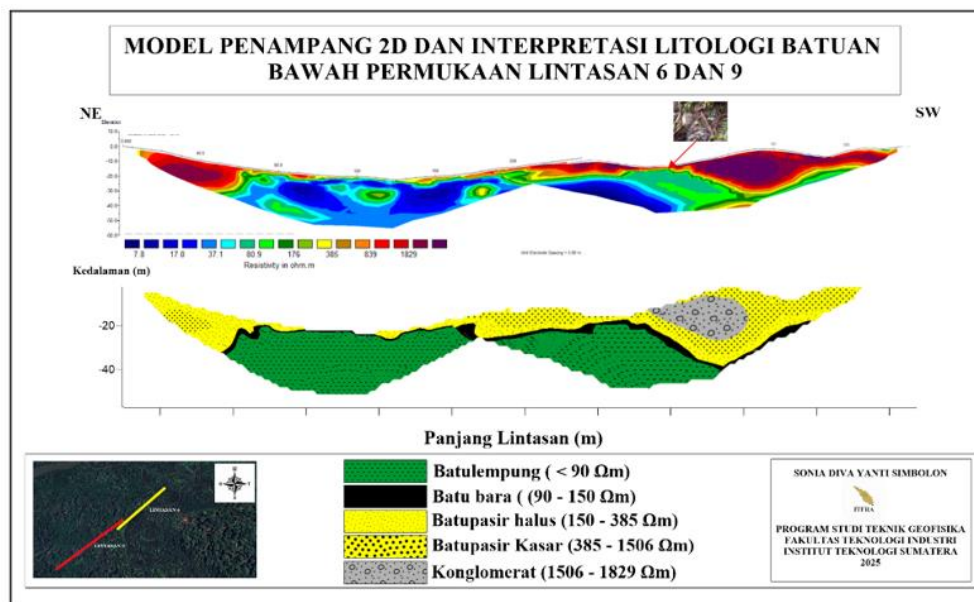 MODEL PENAMPANG 2D DAN INTERPRETASI LITOLOGI BATUAN
BAWAH PERMUKAAN LINTASAN 6 DAN 9
NE
SW
7.8 17.8 37.1 80.9 176 385 839 1829
Resistivity in ohm.m
Kedalaman (m)
-20
-40
Panjang Lintasan (m)
Batulempung ( < 90 Ωm)
Batu bara ( (90 - 150 Ωm)
Batupasir halus (150 - 385 Ωm)
Batupasir Kasar (385 - 1506 Ωm)
Konglomerat (1506 - 1829 Ωm)
SONIA DIVA YANTI SIMBOLON
ITERA
PROGRAM STUDI TEKNIK GEOFISIKA
FAKULTAS TEKNOLOGI INDUSTRI
INSTITUT TEKNOLOGI SUMATERA
2025